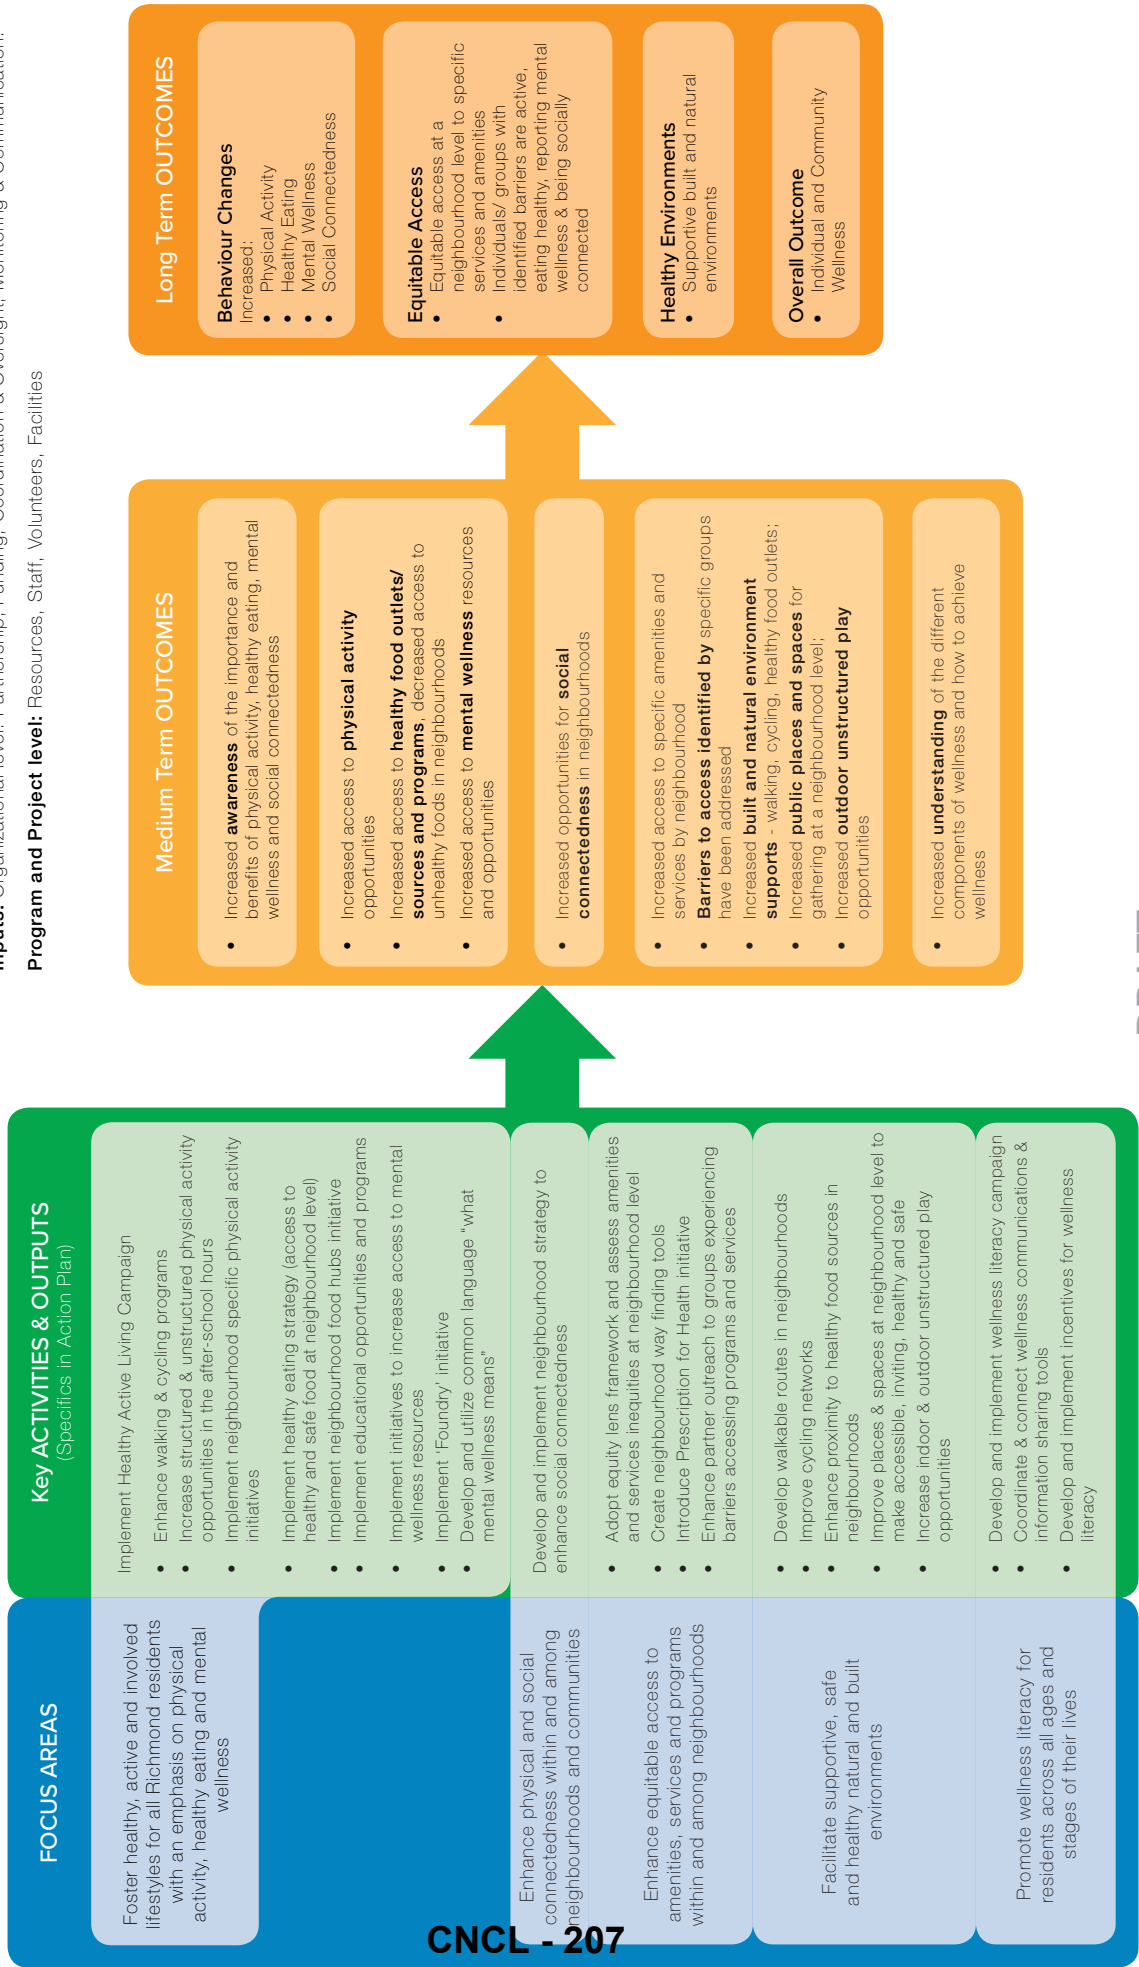 Inputs: Organizational level: Partnership, Funding, Coordination & Oversight, Monitoring & Communication.
Program and Project level: Resources, Staff, Volunteers, Facilities
FOCUS AREAS
Foster healthy, active and involved
lifestyles for all Richmond residents
with an emphasis on physical
activity, healthy eating and mental
wellness
Enhance physical and social
connectedness within and among
neighbourhoods and communities
Enhance equitable access to
amenities, services and programs
within and among neighbourhoods
Facilitate supportive, safe
and healthy natural and built
environments
Promote wellness literacy for
residents across all ages and
stages of their lives
Key ACTIVITIES & OUTPUTS
(Specifics in Action Plan)
Implement Healthy Active Living Campaign
• Enhance walking & cycling programs
• Increase structured & unstructured physical activity
opportunities in the after-school hours
• Implement neighbourhood specific physical activity
initiatives
• Implement healthy eating strategy (access to
healthy and safe food at neighbourhood level)
• Implement neighbourhood food hubs initiative
• Implement educational opportunities and programs
• Implement initiatives to increase access to mental
wellness resources
• Implement ‘Foundry’ initiative
• Develop and utilize common language “what
mental wellness means”
Develop and implement neighbourhood strategy to
enhance social connectedness
• Adopt equity lens framework and assess amenities
and services inequities at neighbourhood level
• Create neighbourhood way finding tools
• Introduce Prescription for Health initiative
• Enhance partner outreach to groups experiencing
barriers accessing programs and services
• Develop walkable routes in neighbourhoods
• Improve cycling networks
• Enhance proximity to healthy food sources in
neighbourhoods
• Improve places & spaces at neighbourhood level to
make accessible, inviting, healthy and safe
• Increase indoor & outdoor unstructured play
opportunities
• Develop and implement wellness literacy campaign
• Coordinate & connect wellness communications &
information sharing tools
• Develop and implement incentives for wellness
literacy
Medium Term OUTCOMES
• Increased awareness of the importance and
benefits of physical activity, healthy eating, mental
wellness and social connectedness
• Increased access to physical activity
opportunities
• Increased access to healthy food outlets/
sources and programs, decreased access to
unhealthy foods in neighbourhoods
• Increased access to mental wellness resources
and opportunities
• Increased opportunities for social
connectedness in neighbourhoods
• Increased access to specific amenities and
services by neighbourhood
• Barriers to access identified by specific groups
have been addressed
• Increased built and natural environment
supports - walking, cycling, healthy food outlets;
• Increased public places and spaces for
gathering at a neighbourhood level;
• Increased outdoor unstructured play
opportunities
• Increased understanding of the different
components of wellness and how to achieve
wellness
Long Term OUTCOMES
Behaviour Changes
Increased:
• Physical Activity
• Healthy Eating
• Mental Wellness
• Social Connectedness
Equitable Access
• Equitable access at a
neighbourhood level to specific
services and amenities
• Individuals/ groups with
identified barriers are active,
eating healthy, reporting mental
wellness & being socially
connected
Healthy Environments
• Supportive built and natural
environments
Overall Outcome
• Individual and Community
Wellness
CNCL - 207